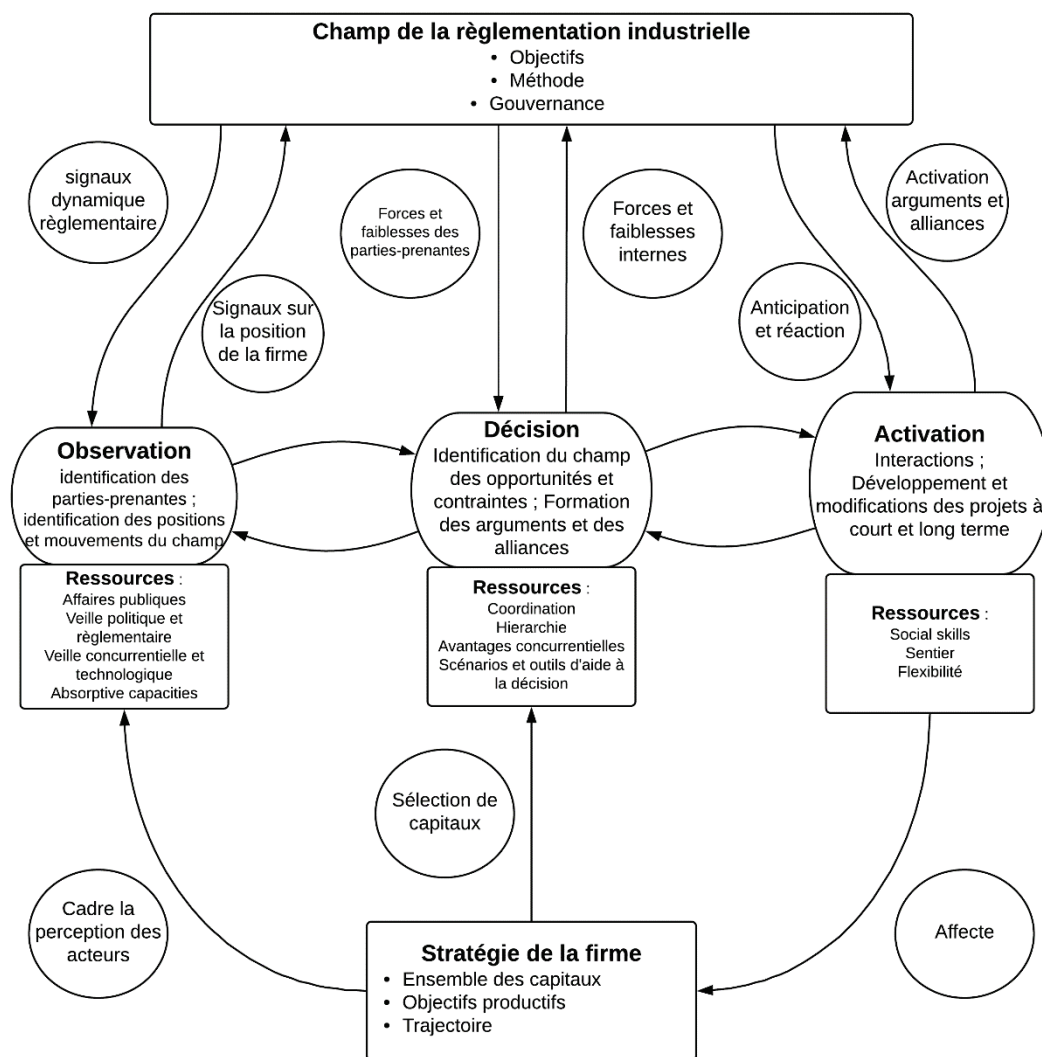 Champ de la règlementation industrielle
• Objectifs
• Méthode
• Gouvernance
signaux
dynamique
règlementaire
Signaux sur
la position
de la firme
Forces et
faiblesses des
parties-prenantes
Forces et
faiblesses
internes
Anticipation
et réaction
Activation
arguments et
alliances
Observation
identification des
parties-prenantes ;
identification des positions
et mouvements du champ
Ressources :
Affaires publiques
Veille politique et
règlementaire
Veille concurrentielle et
technologique
Absorptive capacities
Décision
Identification du champ
des opportunités et
contraintes ; Formation
des arguments et des
alliances
Ressources :
Coordination
Hierarchie
Avantages concurrentielles
Scénarios et outils d'aide à
la décision
Activation
Interactions ;
Développement et
modifications des projets à
court et long terme
Ressources :
Social skills
Sentier
Flexibilité
Cadre la
perception des
acteurs
Sélection de
capitaux
Affecte
Stratégie de la firme
• Ensemble des capitaux
• Objectifs productifs
• Trajectoire